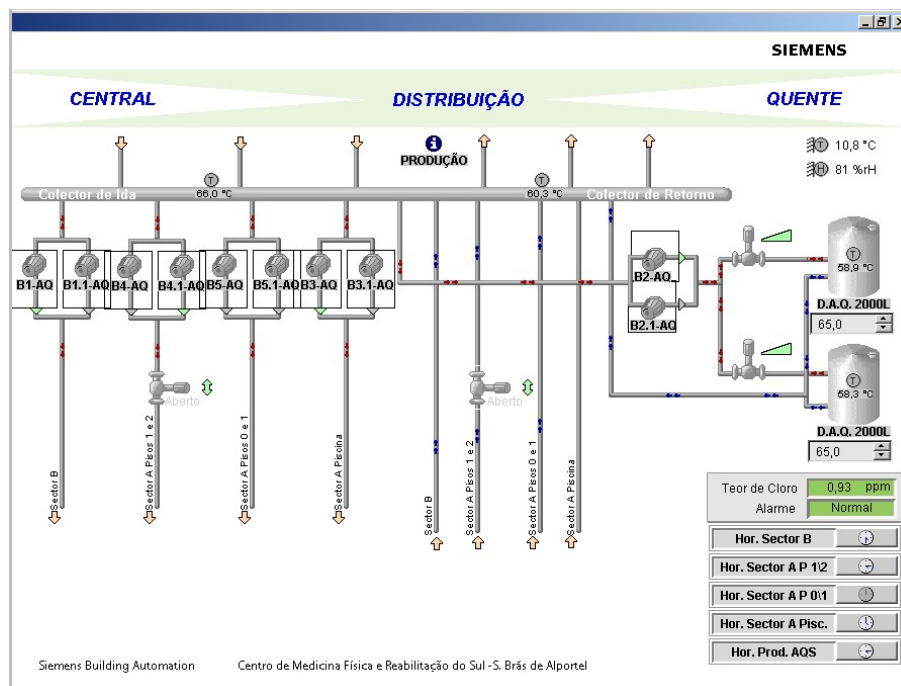 SIEMENS
CENTRAL
DISTRIBUIÇÃO
QUENTE
PRODUÇÃO
T 10,8 °C
H 81 %rH
T
T
Colector de Ida
66,0 °C
60,3 °C
Colector de Retorno
B1-AQ
B1.1-AQ
B4-AQ
B4.1-AQ
B5-AQ
B5.1-AQ
B3-AQ
B3.1-AQ
B2-AQ
B2.1-AQ
T
58,9 °C
D.A.Q. 2000L
65,0
T
58,3 °C
D.A.Q. 2000L
65,0
Aberto
Aberto
Sector B
Sector A Pisos 1 e 2
Sector A Pisos 0 e 1
Sector A Piscina
Sector B
Sector A Pisos 1 e 2
Sector A Pisos 0 e 1
Sector A Piscina
Teor de Cloro 0,93 ppm
Alarme Normal
Hor. Sector B
Hor. Sector A P 1\2
Hor. Sector A P 0\1
Hor. Sector A Pisc.
Hor. Prod. AQS
Siemens Building Automation Centro de Medicina Física e Reabilitação do Sul -S. Brás de Alportel